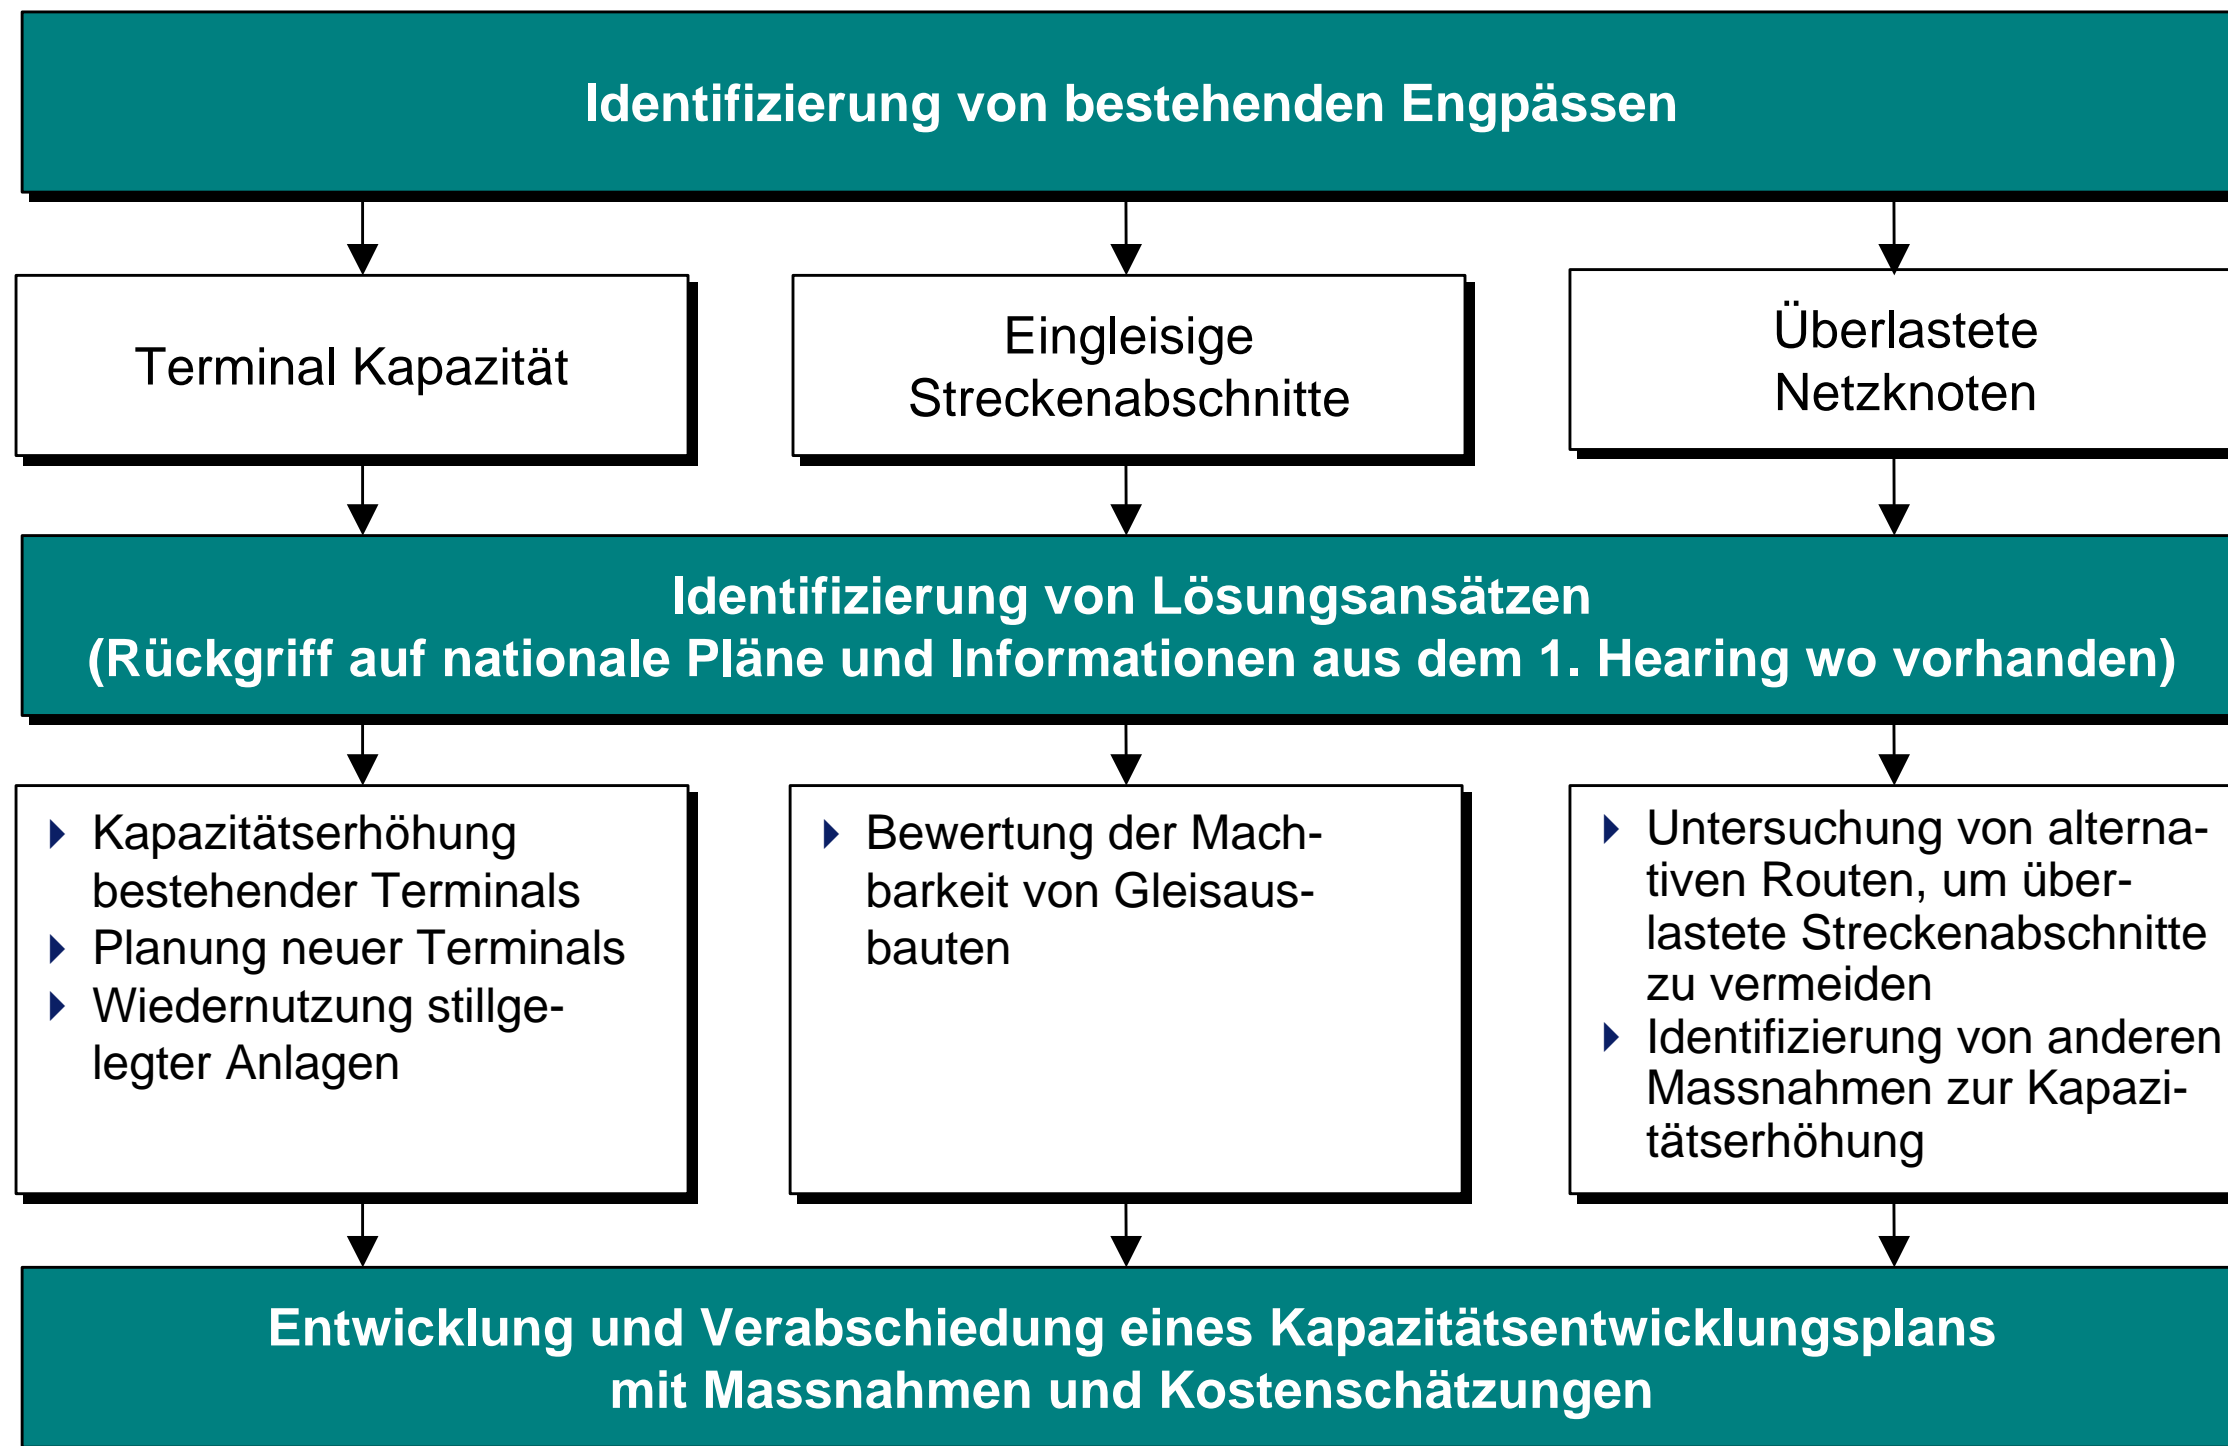 Identifizierung von bestehenden Engpässen
Terminal Kapazität
Eingleisige
Streckenabschnitte
Überlastete
Netzknoten
Identifizierung von Lösungsansätzen
(Rückgriff auf nationale Pläne und Informationen aus dem 1. Hearing wo vorhanden)
Kapazitätserhöhung
bestehender Terminals
Planung neuer Terminals
Wiedernutzung stillge-
legter Anlagen
Bewertung der Mach-
barkeit von Gleisaus-
bauten
Untersuchung von alterna-
tiven Routen, um über-
lastete Streckenabschnitte
zu vermeiden
Identifizierung von anderen
Massnahmen zur Kapazi-
tätserhöhung
Entwicklung und Verabschiedung eines Kapazitätsentwicklungsplans
mit Massnahmen und Kostenschätzungen